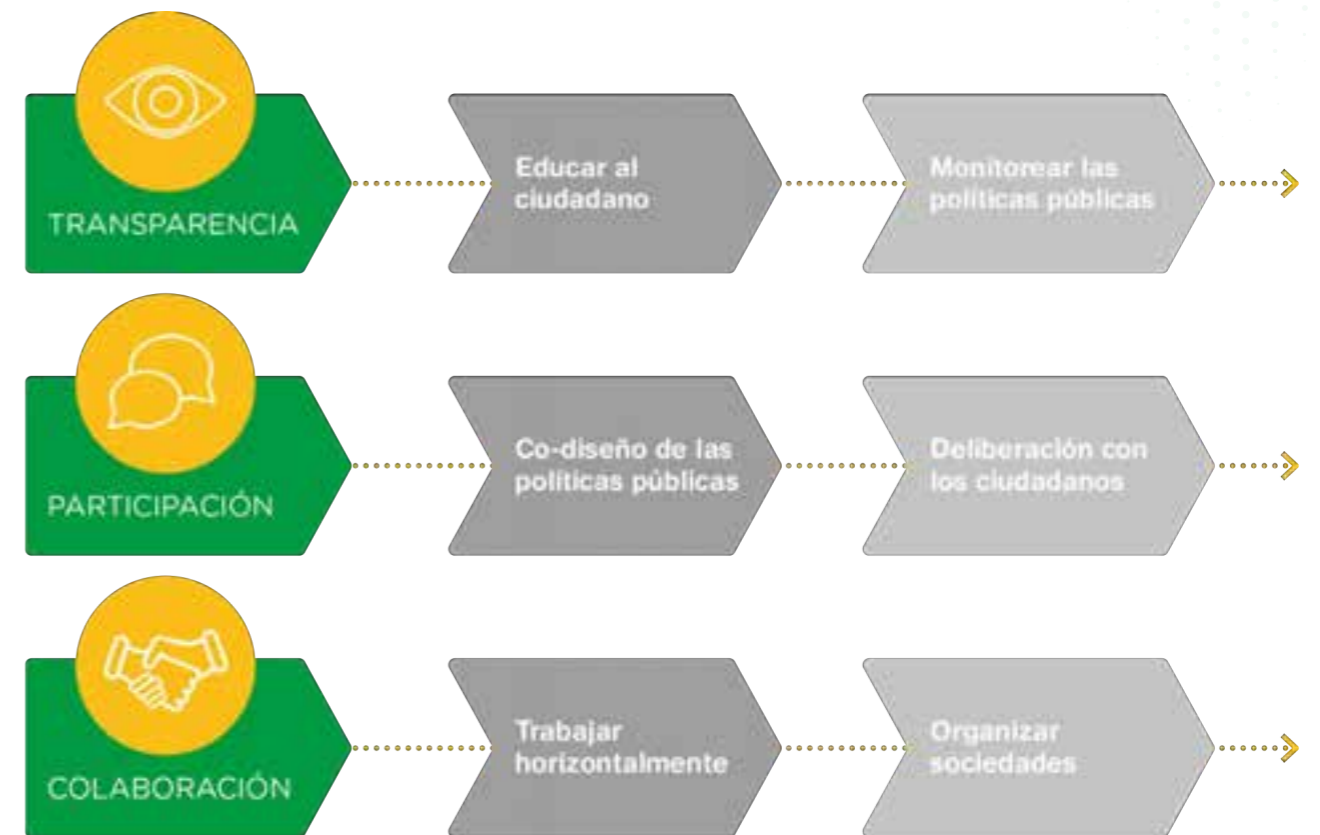 TRANSPARENCIA
Educar al
ciudadano
Monitorear las
políticas públicas
PARTICIPACIÓN
Co-diseño de las
políticas públicas
Deliberación con
los ciudadanos
COLABORACIÓN
Trabajar
horizontalmente
Organizar
sociedades